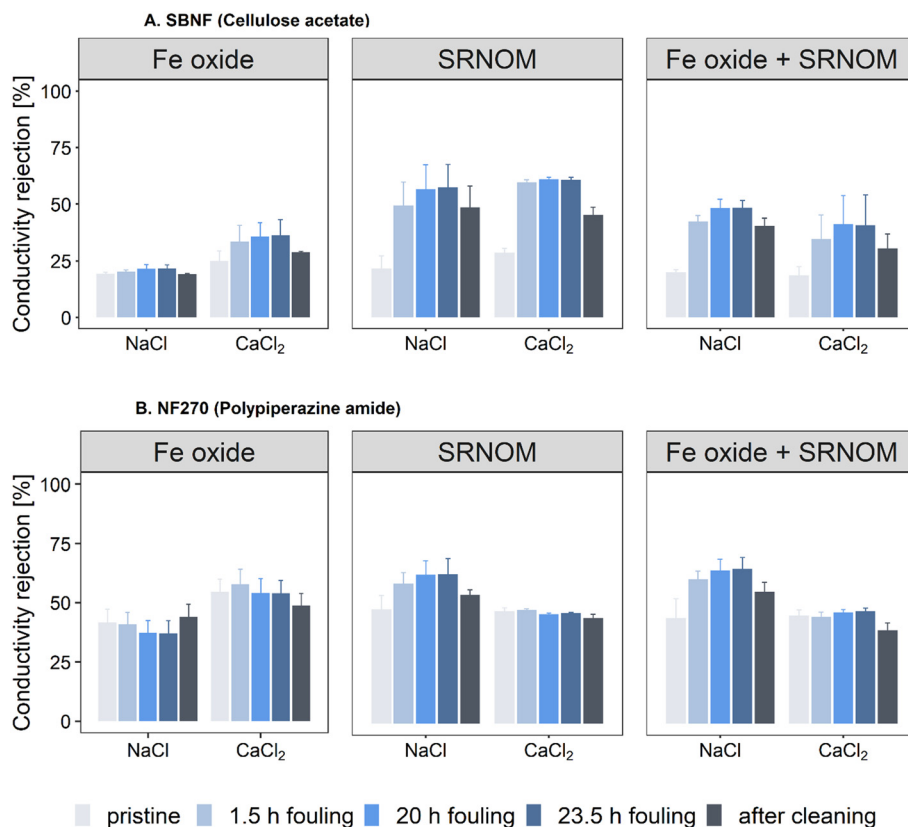 A. SBNF (Cellulose acetate)
Fe oxide
SRNOM
Fe oxide + SRNOM
Conductivity rejection [%]
100
75
50
25
0
NaCl
CaCl₂
NaCl
CaCl₂
NaCl
CaCl₂
B. NF270 (Polypiperazine amide)
Fe oxide
SRNOM
Fe oxide + SRNOM
Conductivity rejection [%]
100
75
50
25
0
NaCl
CaCl₂
NaCl
CaCl₂
NaCl
CaCl₂
pristine 1.5 h fouling 20 h fouling 23.5 h fouling after cleaning